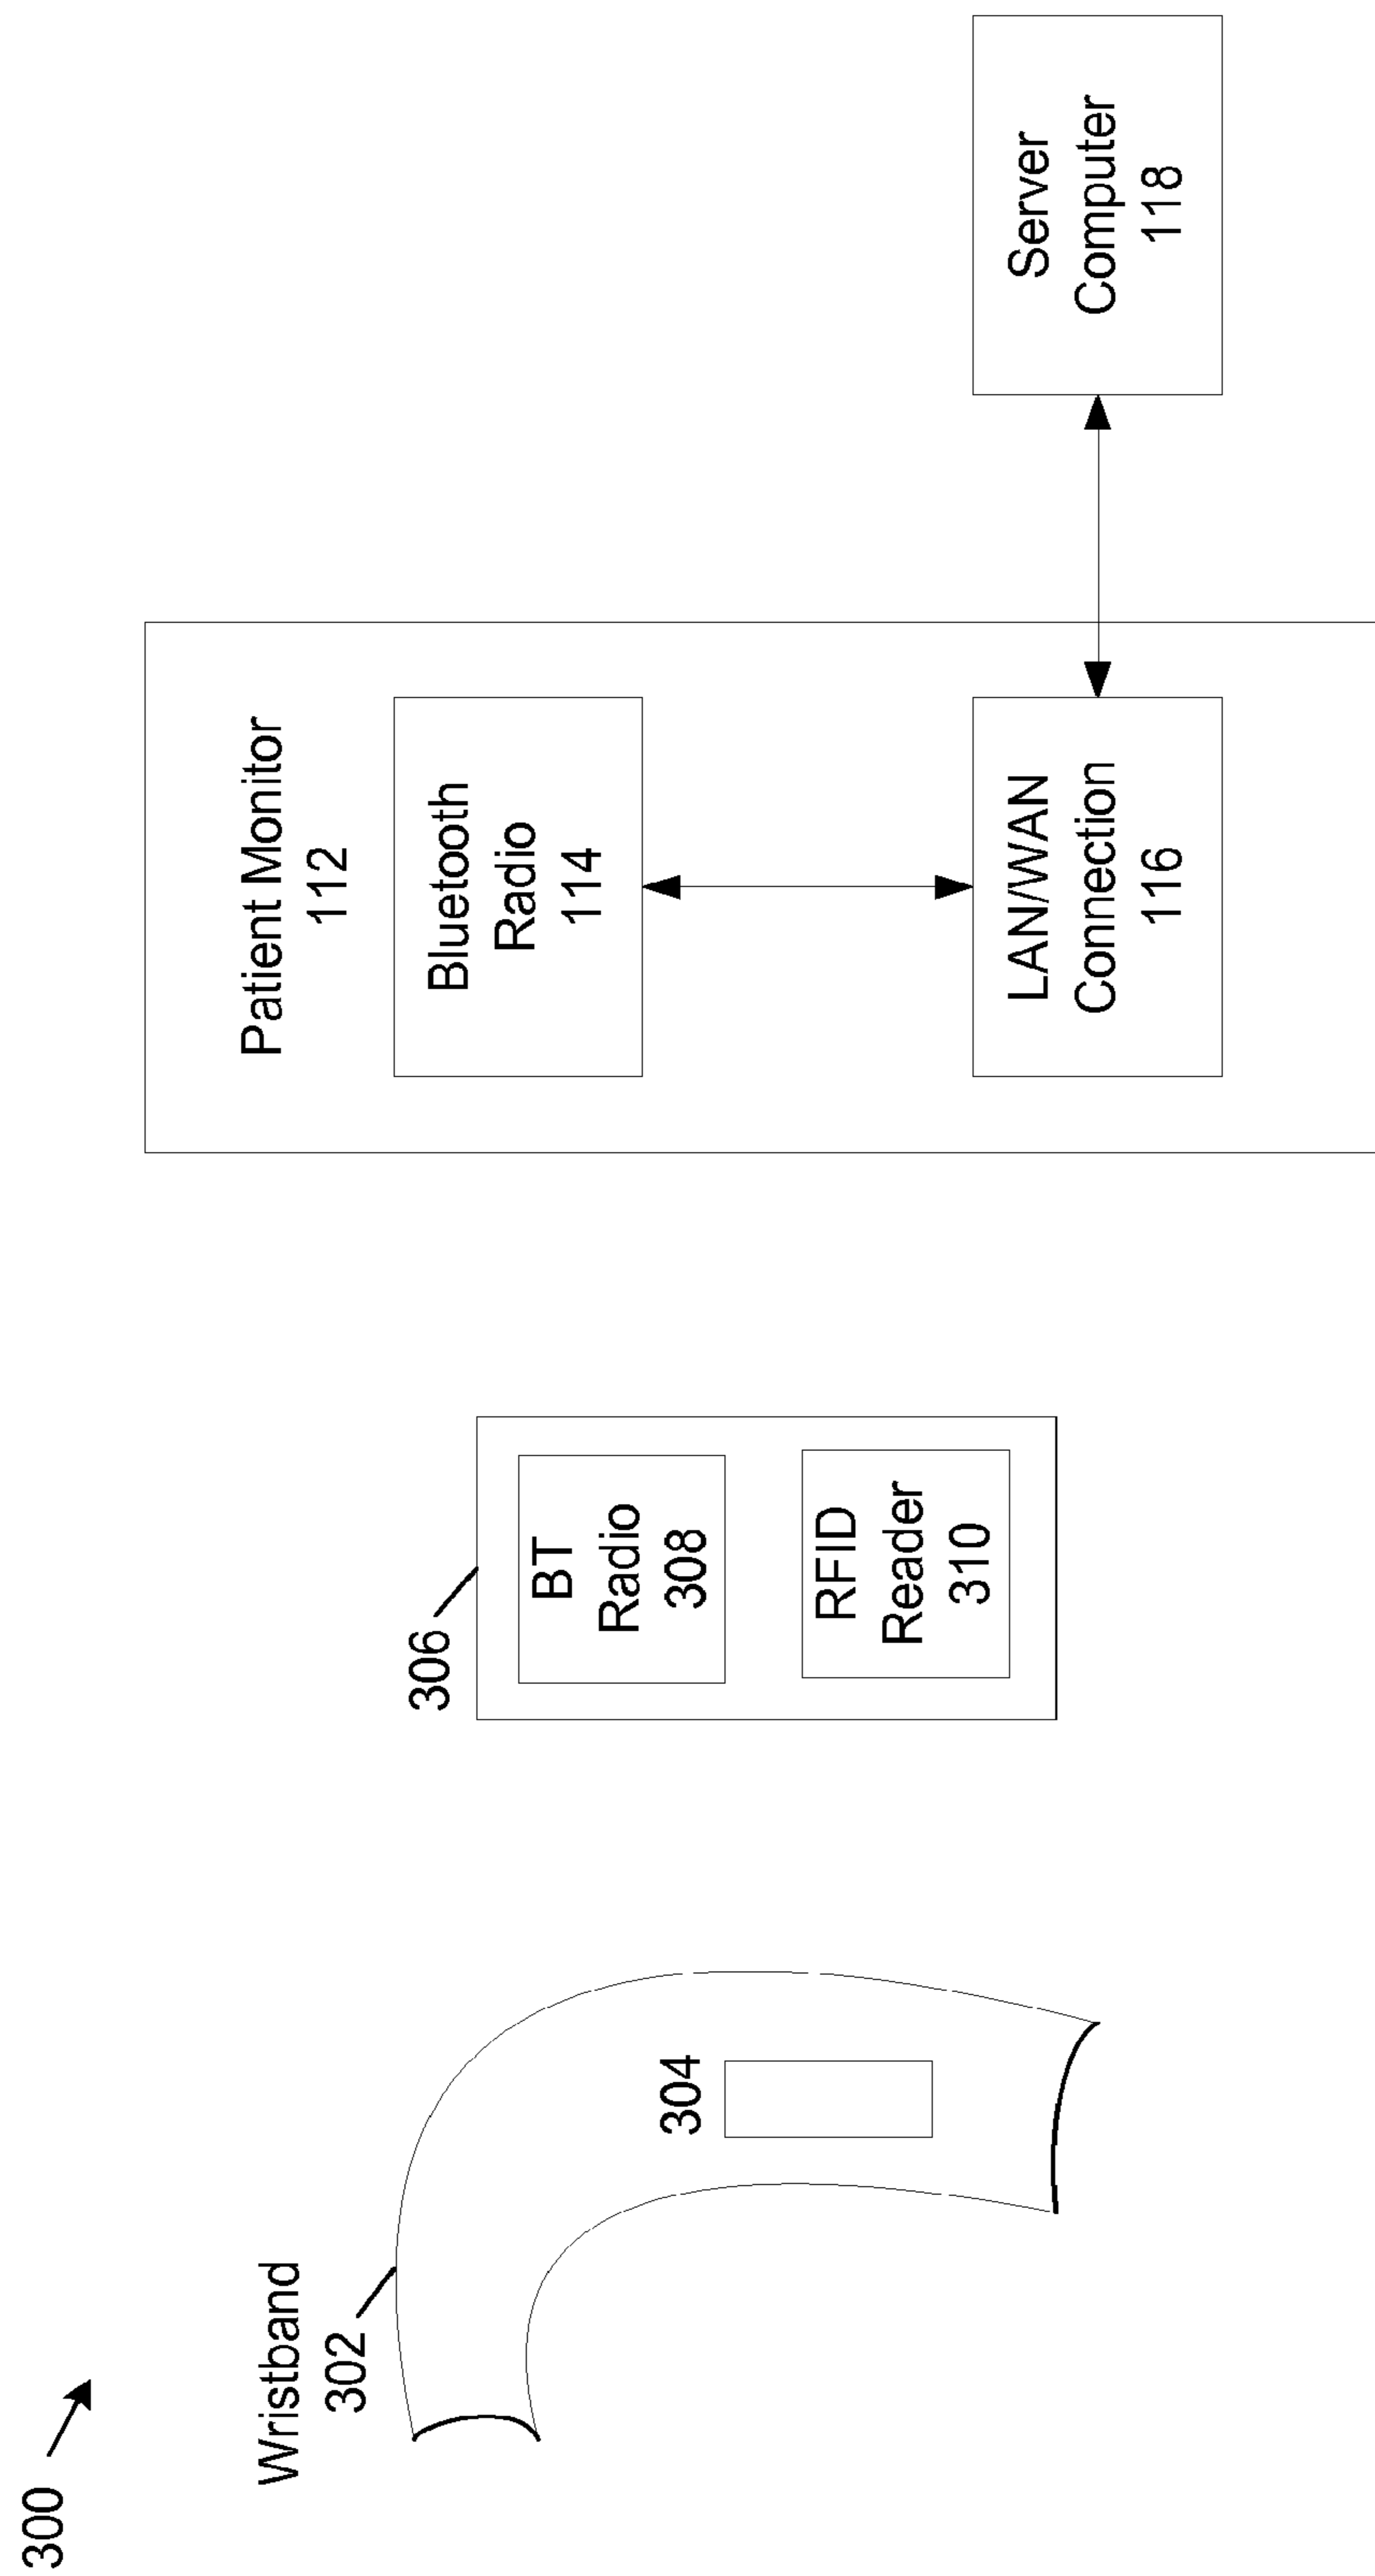 300
Wristband
302
304
306
BT
Radio
308
RFID
Reader
310
Patient Monitor
112
Bluetooth
Radio
114
LAN/WAN
Connection
116
Server
Computer
118